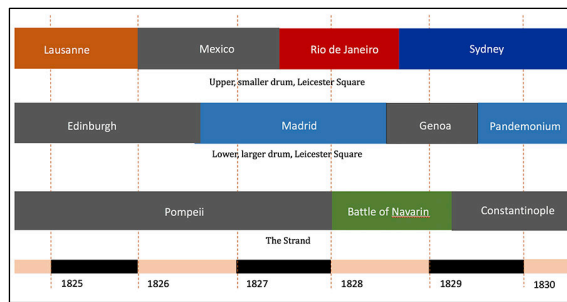 Lausanne Mexico Rio de Janeiro Sydney
Upper, smaller drum, Leicester Square
Edinburgh Madrid Genoa Pandemonium
Lower, larger drum, Leicester Square
Pompeii Battle of Navarin Constantinople
The Strand
1825 1826 1827 1828 1829 1830